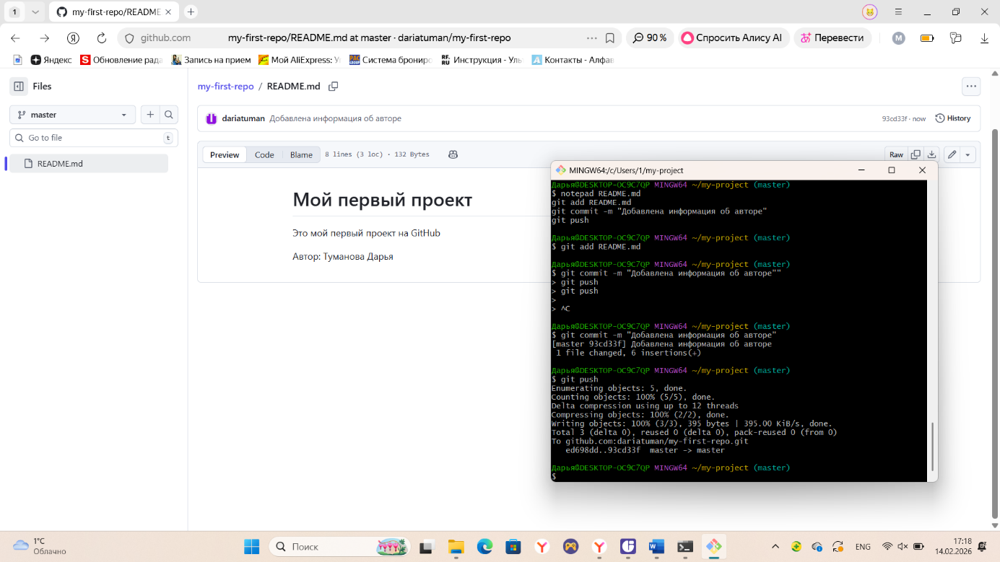 1
my-first-repo/README
github.com
my-first-repo/README.md at master · dariatuman/my-first-repo
90 %
Спросить Алису AI
Перевести
M
Яндекс
Обновление рада
Запись на прием
Мой AliExpress: У
Система брониро
Инструкция - Уль
Контакты - Алфав
Files
my-first-repo / README.md
master
dariatuman Добавлена информация об авторе
93cd33f · now
History
Go to file
t
README.md
Preview
Code
Blame
8 lines (3 loc) · 132 Bytes
Raw
Мой первый проект
Это мой первый проект на GitHub
Автор: Туманова Дарья
MINGW64:/c/Users/1/my-project
Дарья@DESKTOP-OC9C7QP MINGW64 ~/my-project (master)
$ notepad README.md
git add README.md
git commit -m "Добавлена информация об авторе"
git push
Дарья@DESKTOP-OC9C7QP MINGW64 ~/my-project (master)
$ git add README.md
Дарья@DESKTOP-OC9C7QP MINGW64 ~/my-project (master)
$ git commit -m "Добавлена информация об авторе""
> git push
> git push
>
> ^C
Дарья@DESKTOP-OC9C7QP MINGW64 ~/my-project (master)
$ git commit -m "Добавлена информация об авторе"
[master 93cd33f] Добавлена информация об авторе
1 file changed, 6 insertions(+)
Дарья@DESKTOP-OC9C7QP MINGW64 ~/my-project (master)
$ git push
Enumerating objects: 5, done.
Counting objects: 100% (5/5), done.
Delta compression using up to 12 threads
Compressing objects: 100% (2/2), done.
Writing objects: 100% (3/3), 395 bytes | 395.00 KiB/s, done.
Total 3 (delta 0), reused 0 (delta 0), pack-reused 0 (from 0)
To github.com:dariatuman/my-first-repo.git
ed698dd..93cd33f master -> master
Дарья@DESKTOP-OC9C7QP MINGW64 ~/my-project (master)
$
1°C
Облачно
Поиск
ENG
17:18
14.02.2026